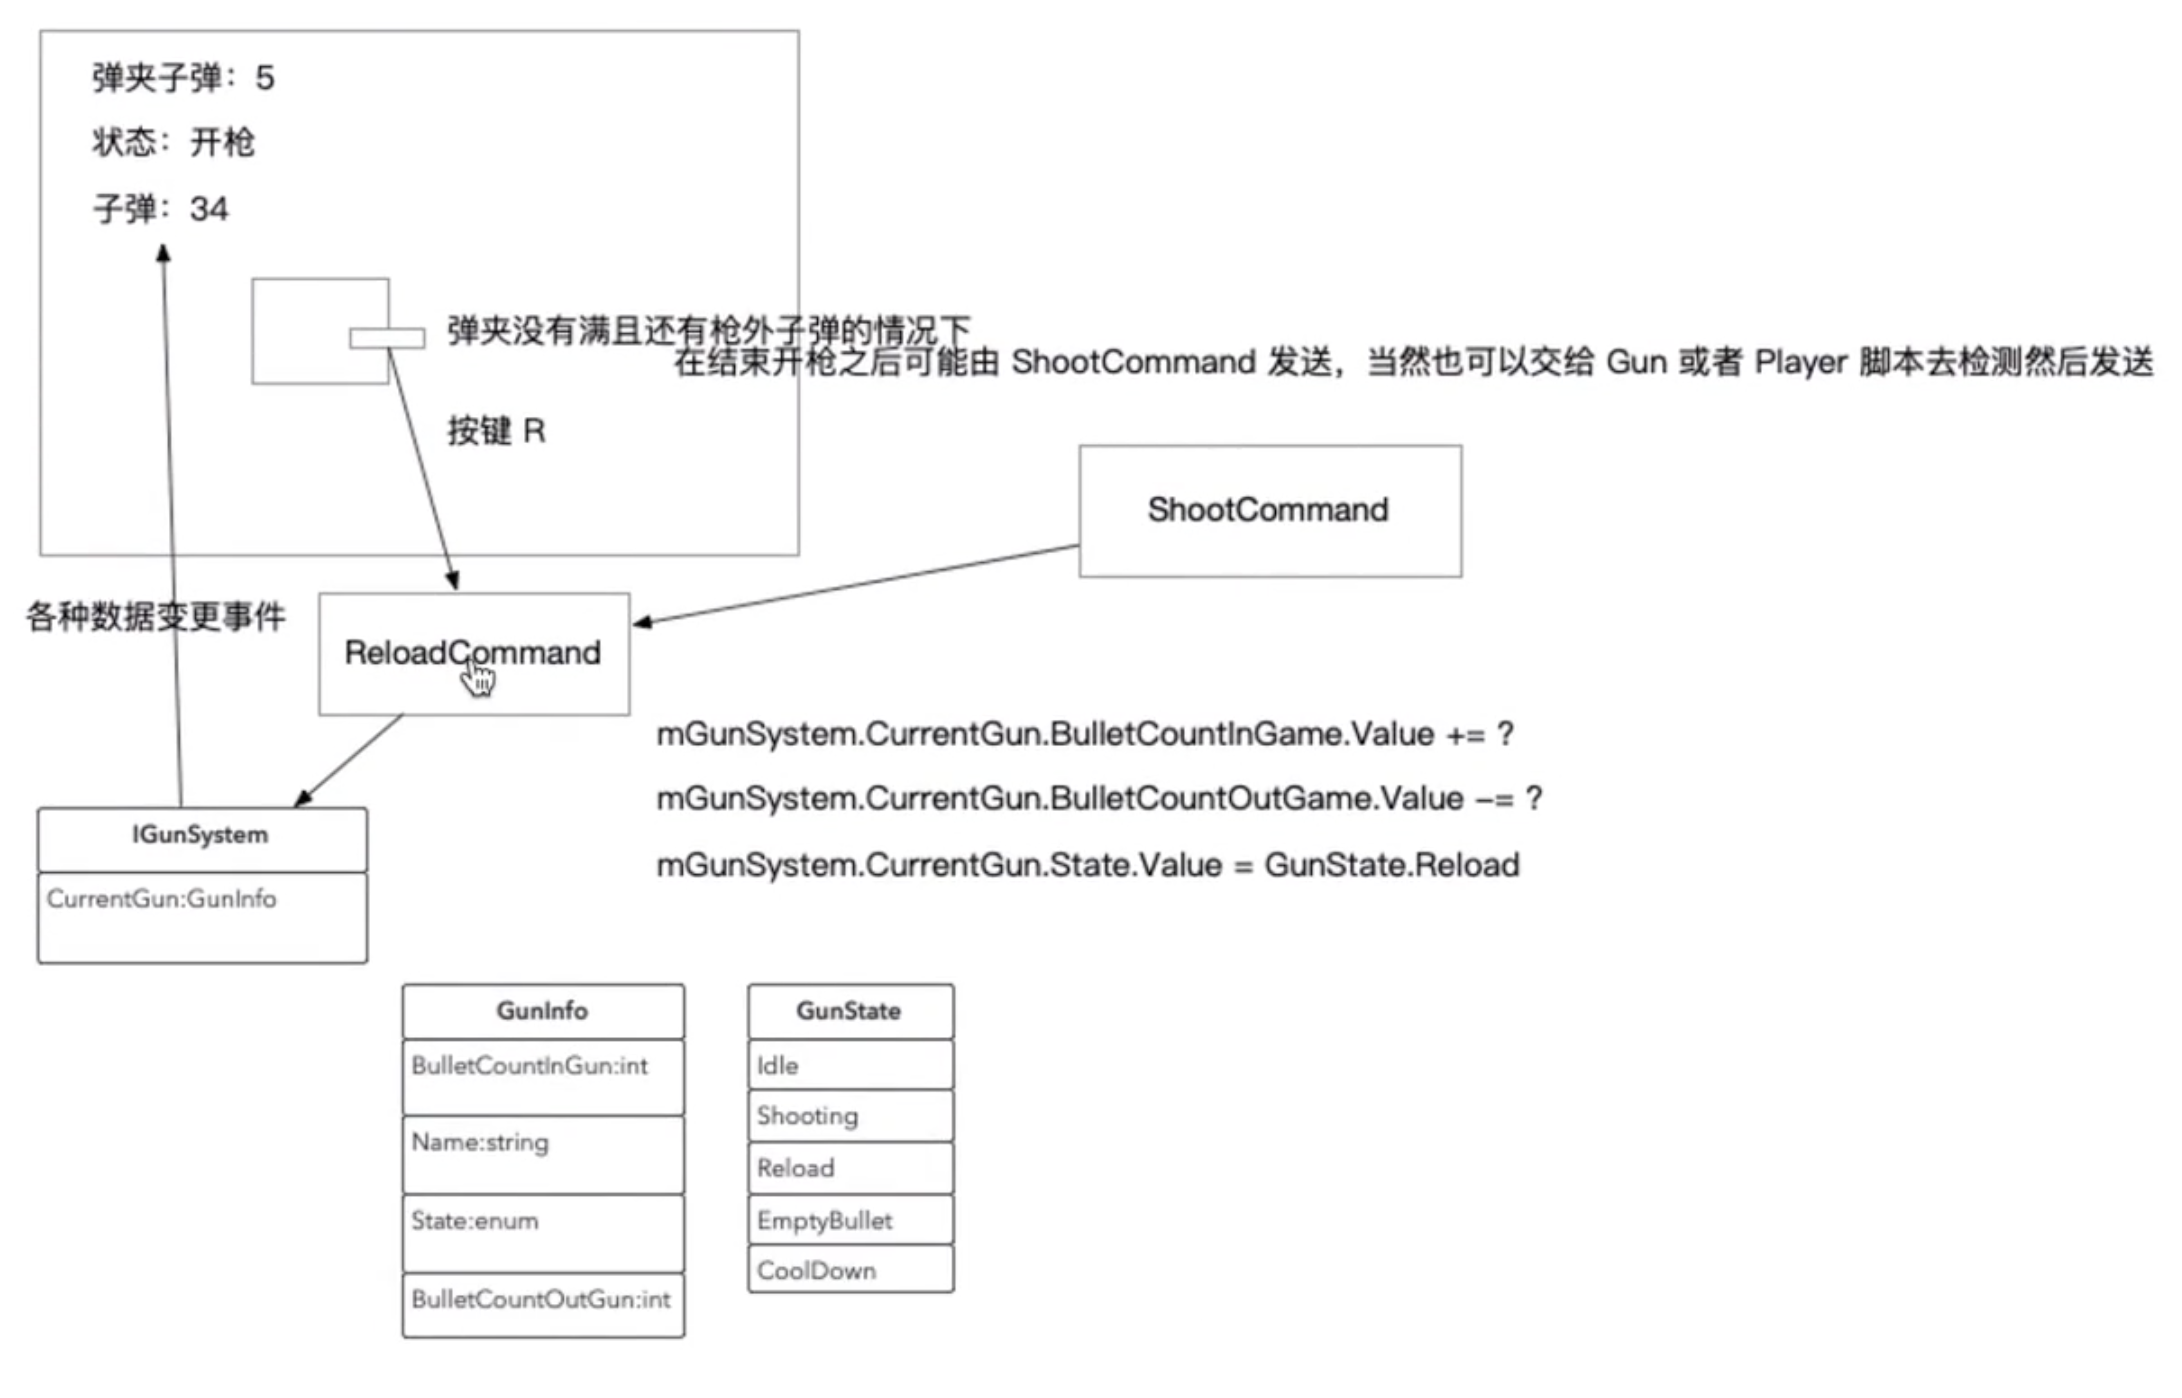 弹夹子弹：5
状态：开枪
子弹：34
弹夹没有满且还有枪外子弹的情况下
在结束开枪之后可能由 ShootCommand 发送，当然也可以交给 Gun 或者 Player 脚本去检测然后发送
按键 R
ShootCommand
各种数据变更事件
ReloadCommand
mGunSystem.CurrentGun.BulletCountInGame.Value += ?
mGunSystem.CurrentGun.BulletCountOutGame.Value -= ?
mGunSystem.CurrentGun.State.Value = GunState.Reload
IGunSystem
CurrentGun:GunInfo
GunInfo
BulletCountInGun:int
Name:string
State:enum
BulletCountOutGun:int
GunState
Idle
Shooting
Reload
EmptyBullet
CoolDown